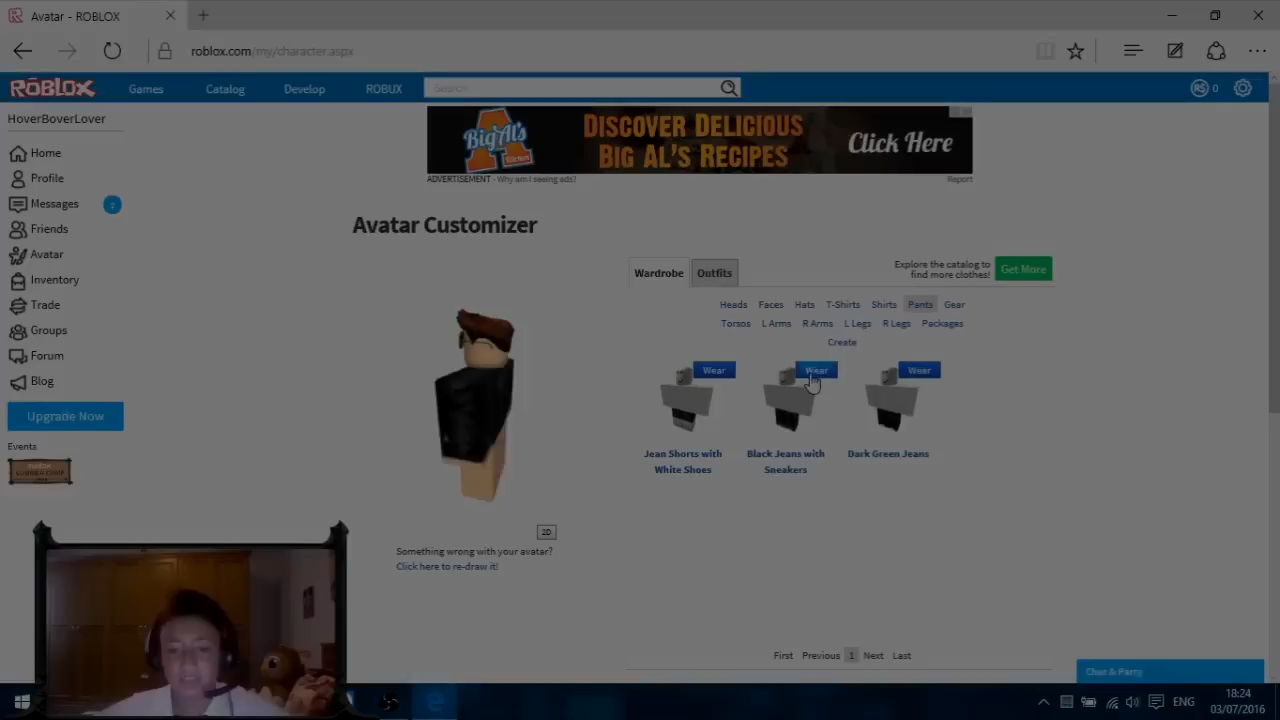 Avatar - ROBLOX
roblox.com/my/character.aspx
ROBLOX
Games
Catalog
Develop
ROBUX
Search
R$ 0
HoverBoverLover
Home
Profile
Messages
Friends
Avatar
Inventory
Trade
Groups
Forum
Blog
Upgrade Now
Events
Big Al's
DISCOVER DELICIOUS
BIG AL'S RECIPES
Click Here
ADVERTISEMENT - Why am I seeing ads?
Report
Avatar Customizer
Wardrobe
Outfits
Explore the catalog to
find more clothes!
Get More
Heads Faces Hats T-Shirts Shirts Pants Gear
Torsos L Arms R Arms L Legs R Legs Packages
Create
Wear
Wear
Wear
Jean Shorts with
White Shoes
Black Jeans with
Sneakers
Dark Green Jeans
2D
Something wrong with your avatar?
Click here to re-draw it!
First Previous 1 Next Last
Chat & Party
ENG
18:24
03/07/2016